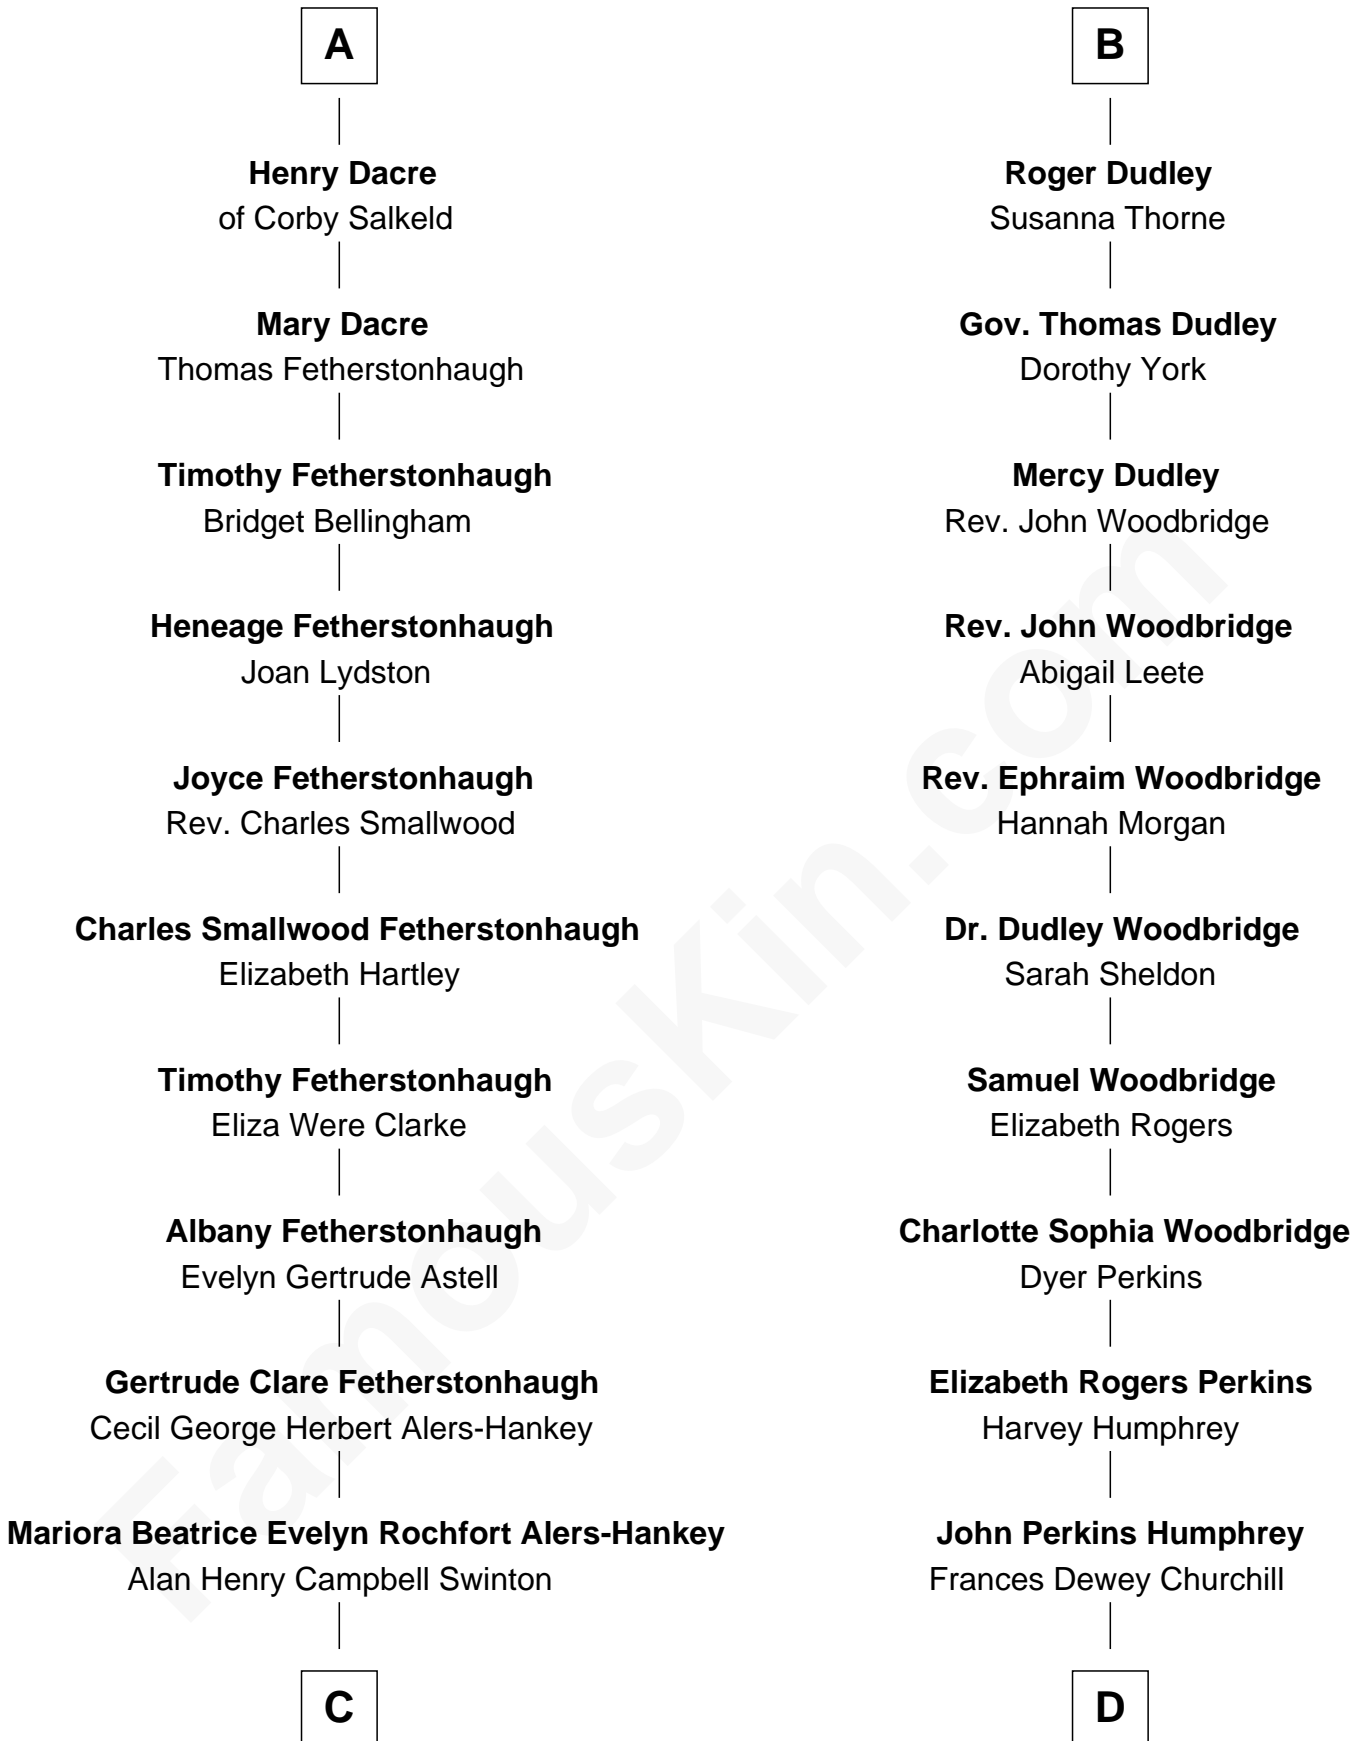 A
Henry Dacre
of Corby Salkeld
Mary Dacre
Thomas Fetherstonhaugh
Timothy Fetherstonhaugh
Bridget Bellingham
Heneage Fetherstonhaugh
Joan Lydston
Joyce Fetherstonhaugh
Rev. Charles Smallwood
Charles Smallwood Fetherstonhaugh
Elizabeth Hartley
Timothy Fetherstonhaugh
Eliza Were Clarke
Albany Fetherstonhaugh
Evelyn Gertrude Astell
Gertrude Clare Fetherstonhaugh
Cecil George Herbert Alers-Hankey
Mariora Beatrice Evelyn Rochfort Alers-Hankey
Alan Henry Campbell Swinton
C
B
Roger Dudley
Susanna Thorne
Gov. Thomas Dudley
Dorothy York
Mercy Dudley
Rev. John Woodbridge
Rev. John Woodbridge
Abigail Leete
Rev. Ephraim Woodbridge
Hannah Morgan
Dr. Dudley Woodbridge
Sarah Sheldon
Samuel Woodbridge
Elizabeth Rogers
Charlotte Sophia Woodbridge
Dyer Perkins
Elizabeth Rogers Perkins
Harvey Humphrey
John Perkins Humphrey
Frances Dewey Churchill
D
FamousKin.com